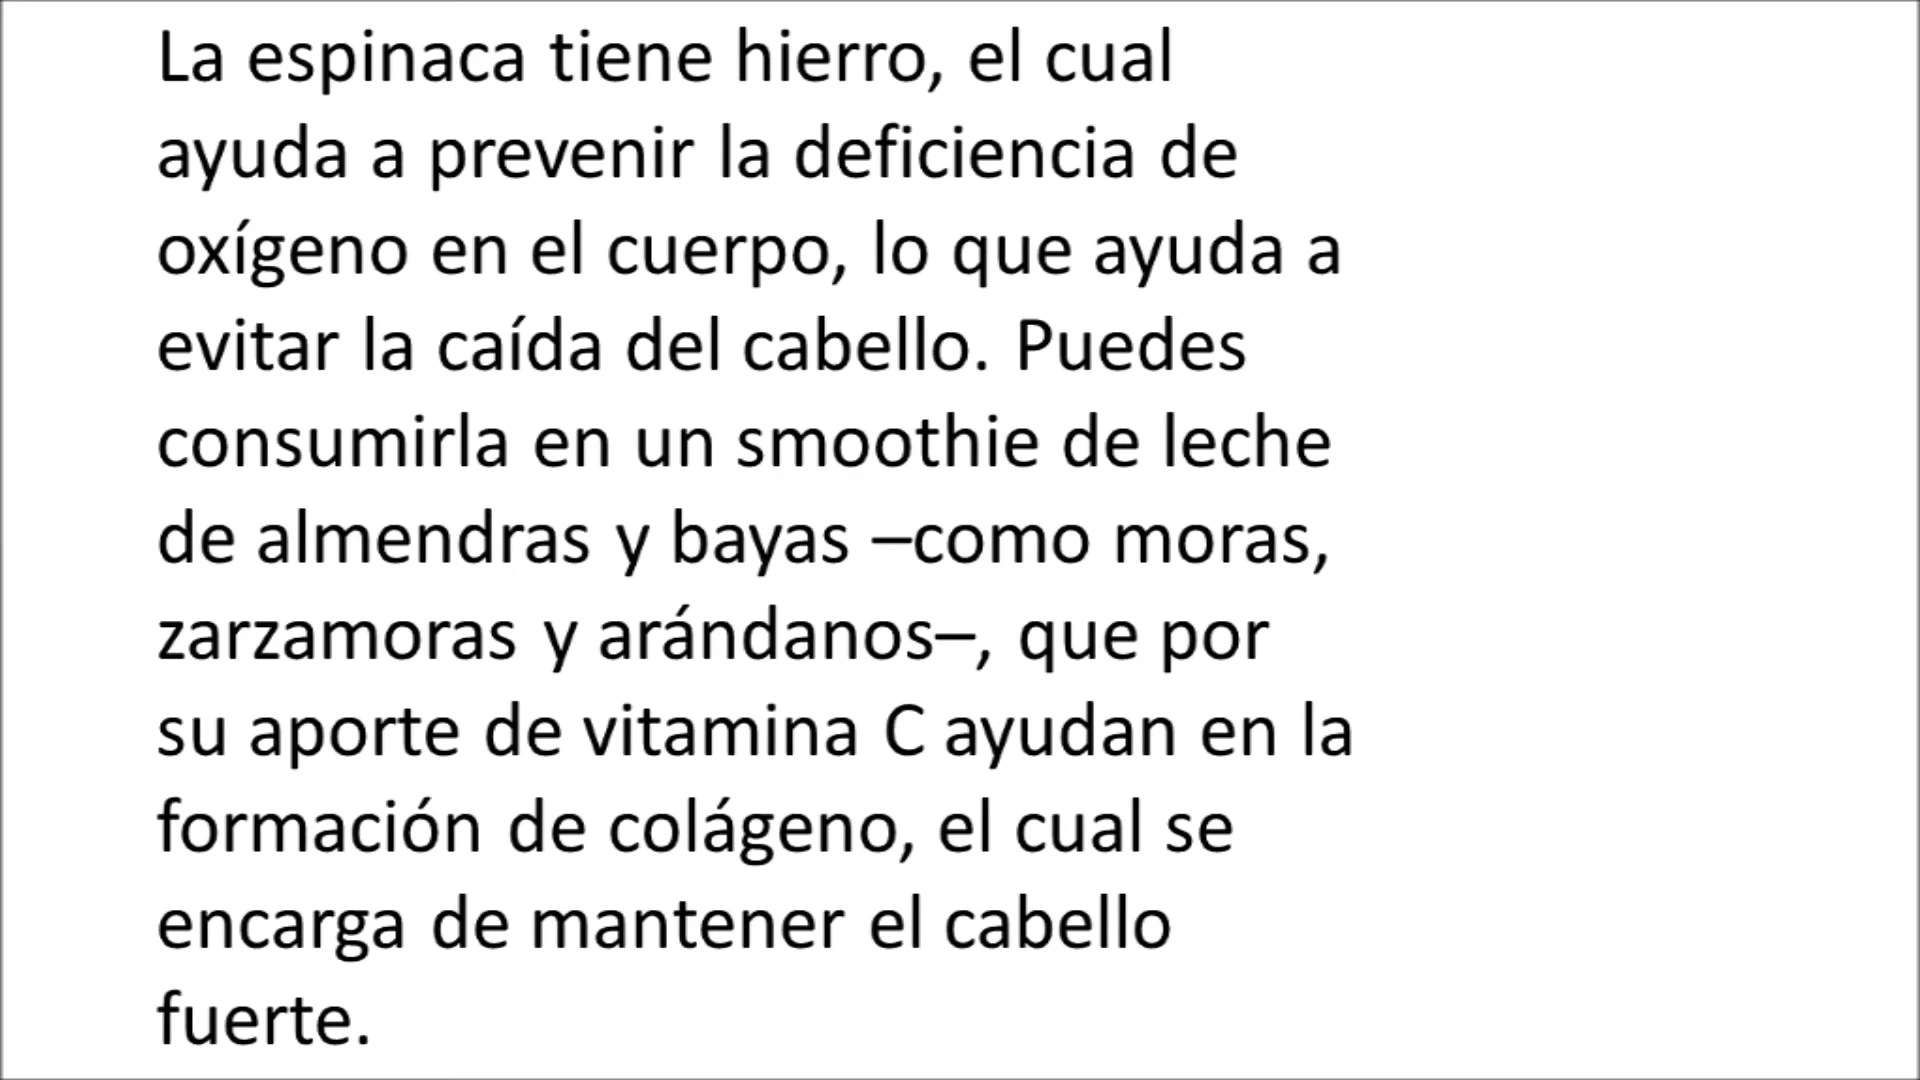 La espinaca tiene hierro, el cual
ayuda a prevenir la deficiencia de
oxígeno en el cuerpo, lo que ayuda a
evitar la caída del cabello. Puedes
consumirla en un smoothie de leche
de almendras y bayas –como moras,
zarzamoras y arándanos–, que por
su aporte de vitamina C ayudan en la
formación de colágeno, el cual se
encarga de mantener el cabello
fuerte.